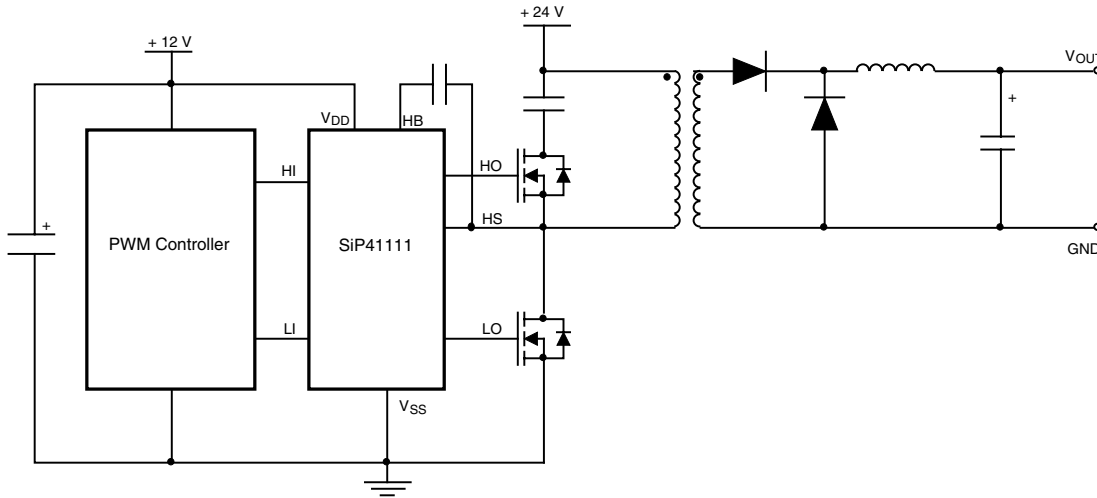 + 12 V
+ 24 V
VOUT
+
VDD
HB
HI
HO
+
PWM Controller
SiP41111
HS
GND
LI
LO
VSS